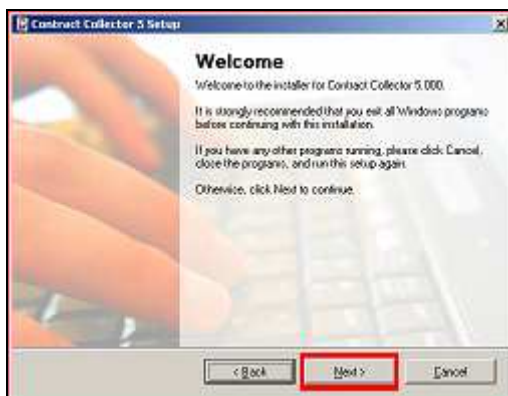 Contract Collector 5 Setup
Welcome
Welcome to the installer for Contract Collector 5.000.
It is strongly recommended that you exit all Windows programs
before continuing with this installation.
If you have any other programs running, please click Cancel,
close the programs, and run this setup again.
Otherwise, click Next to continue.
< Back
Next >
Cancel